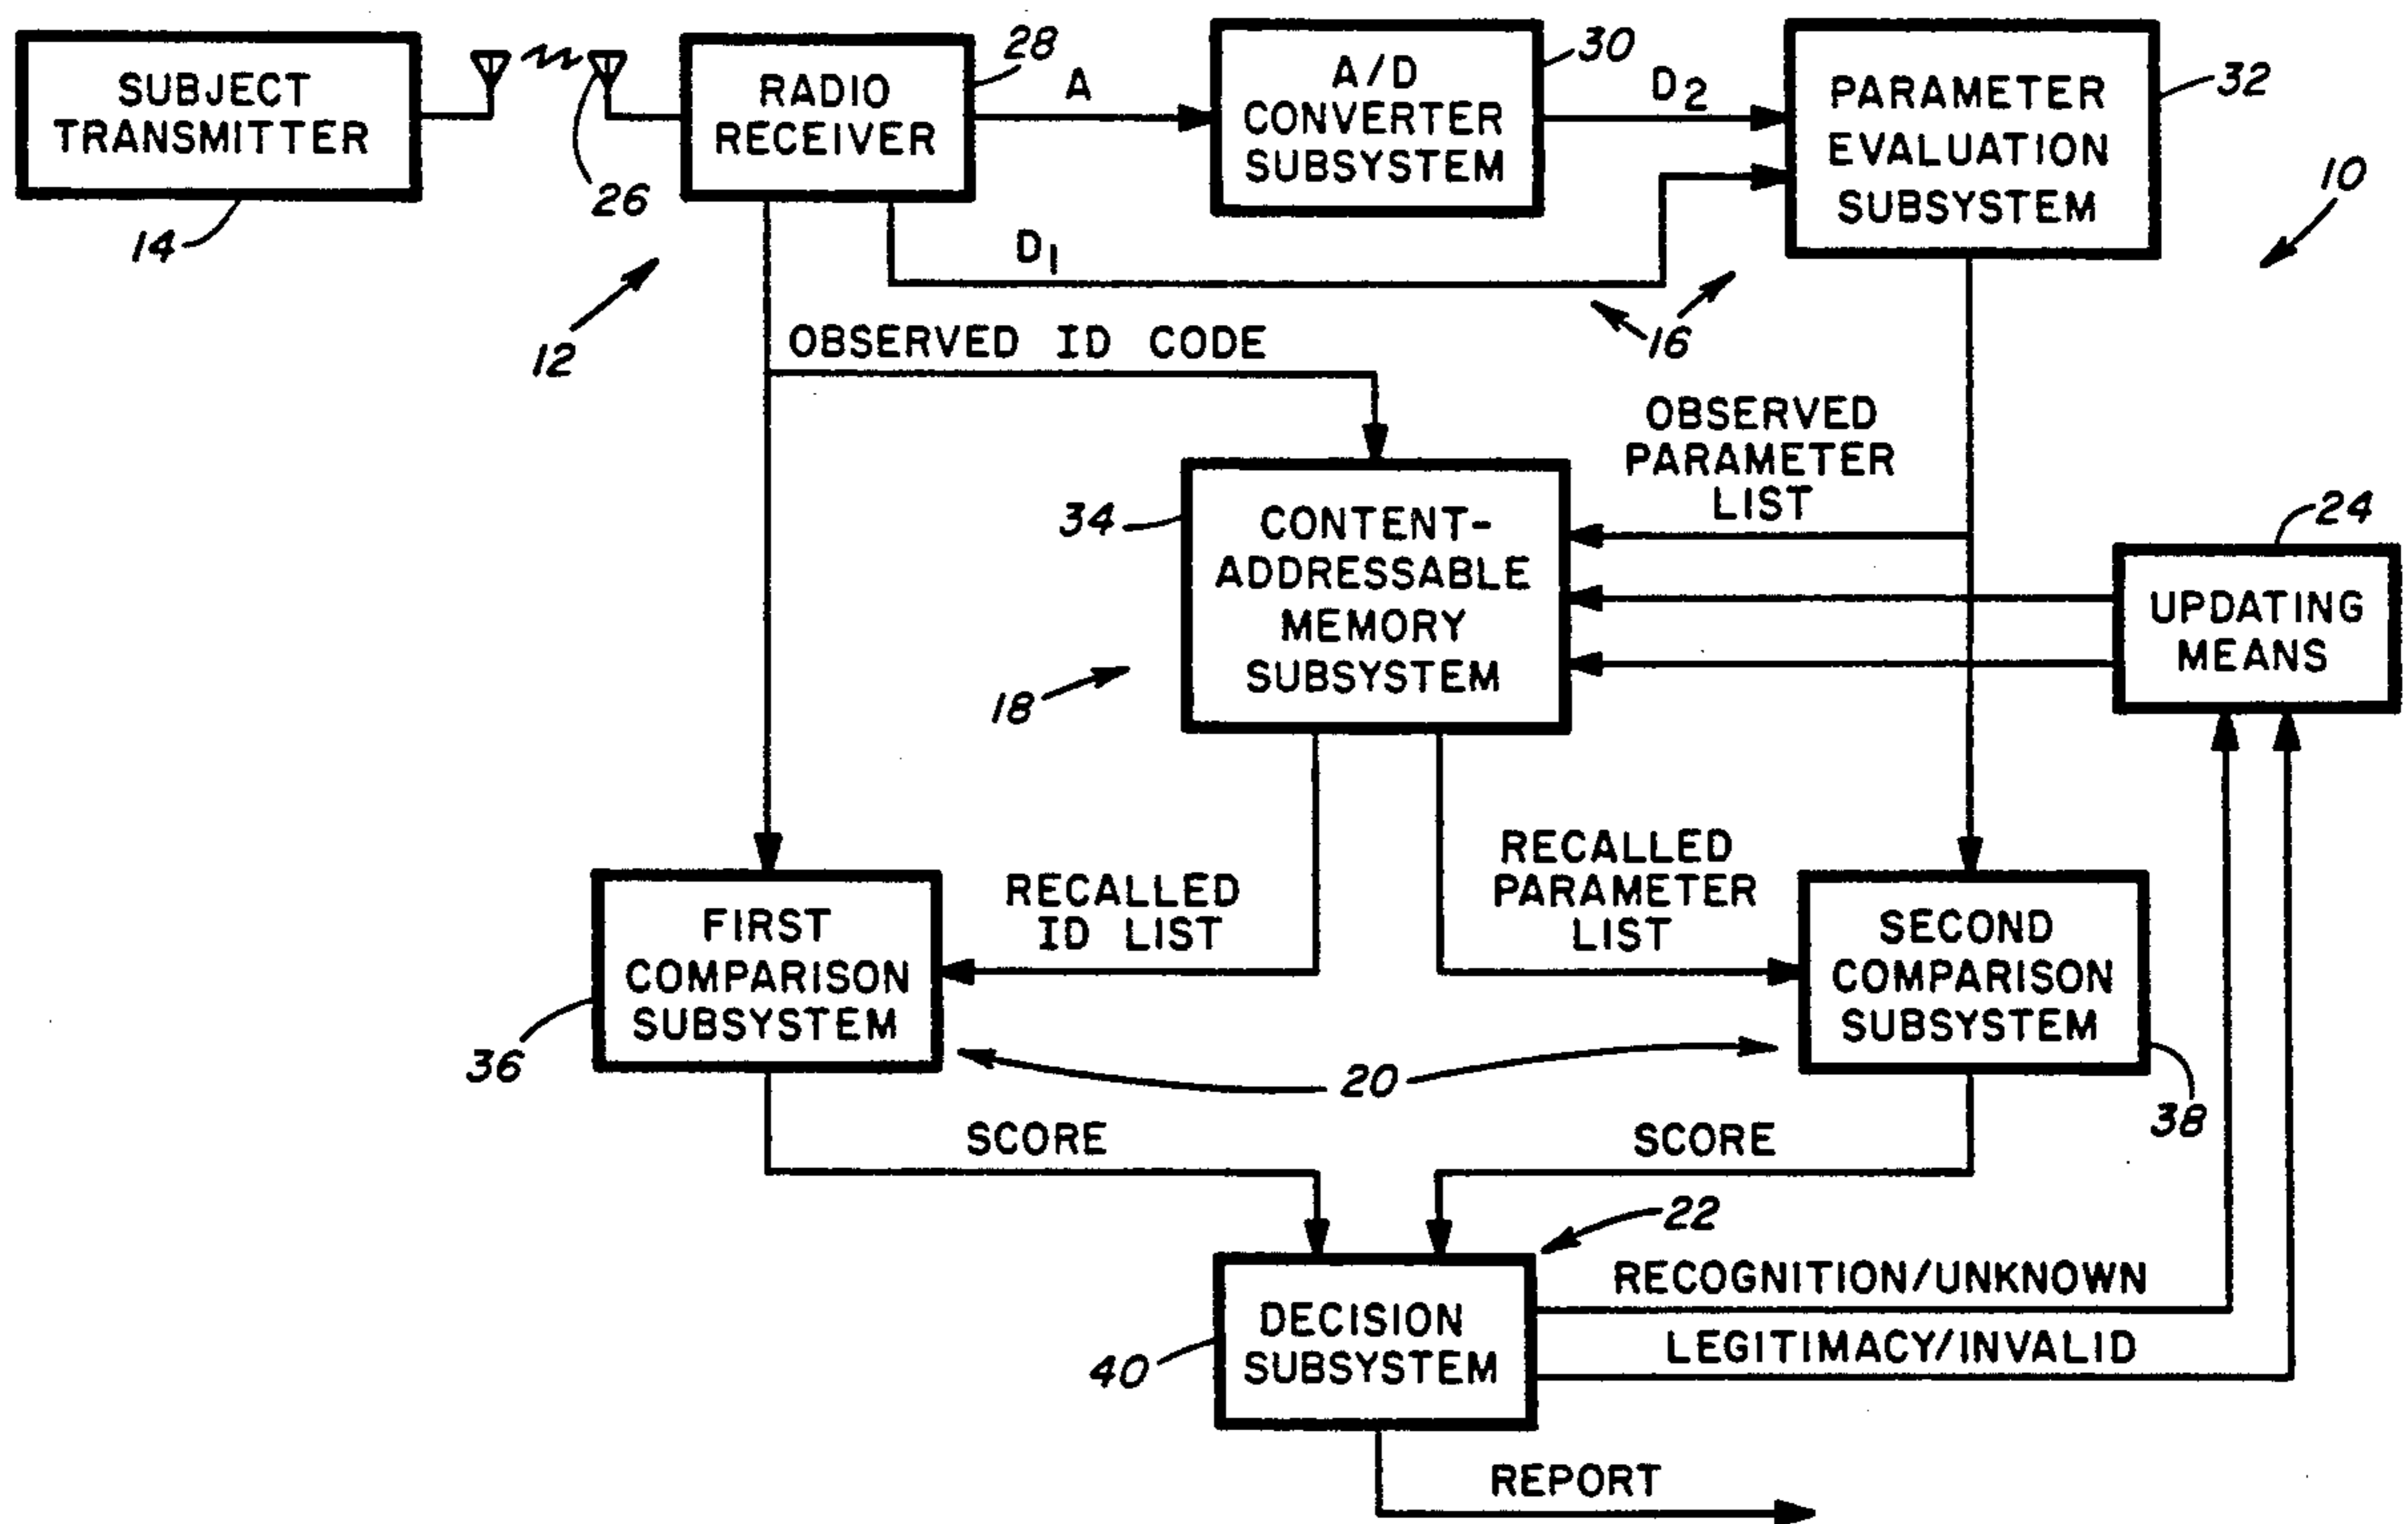 SUBJECT
TRANSMITTER
14
26
RADIO
RECEIVER
28
A
A/D
CONVERTER
SUBSYSTEM
30
D2
PARAMETER
EVALUATION
SUBSYSTEM
32
10
D1
12
16
OBSERVED ID CODE
OBSERVED
PARAMETER
LIST
34
CONTENT-
ADDRESSABLE
MEMORY
SUBSYSTEM
18
24
UPDATING
MEANS
RECALLED
ID LIST
RECALLED
PARAMETER
LIST
FIRST
COMPARISON
SUBSYSTEM
36
SECOND
COMPARISON
SUBSYSTEM
38
20
SCORE
SCORE
22
DECISION
SUBSYSTEM
40
RECOGNITION/UNKNOWN
LEGITIMACY/INVALID
REPORT